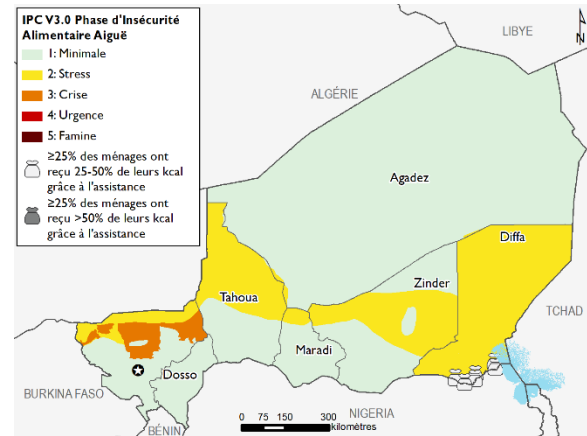 IPC V3.0 Phase d'Insécurité
Alimentaire Aiguë
1: Minimale
2: Stress
3: Crise
4: Urgence
5: Famine
≥25% des ménages ont
reçu 25-50% de leurs kcal
grâce à l'assistance
≥25% des ménages ont
reçu >50% de leurs kcal
grâce à l'assistance
LIBYE
N
ALGÉRIE
Agadez
Diffa
Zinder
Tahoua
TCHAD
Maradi
Dosso
BURKINA FASO
NIGERIA
BÉNIN
0 75 150 300
kilomètres